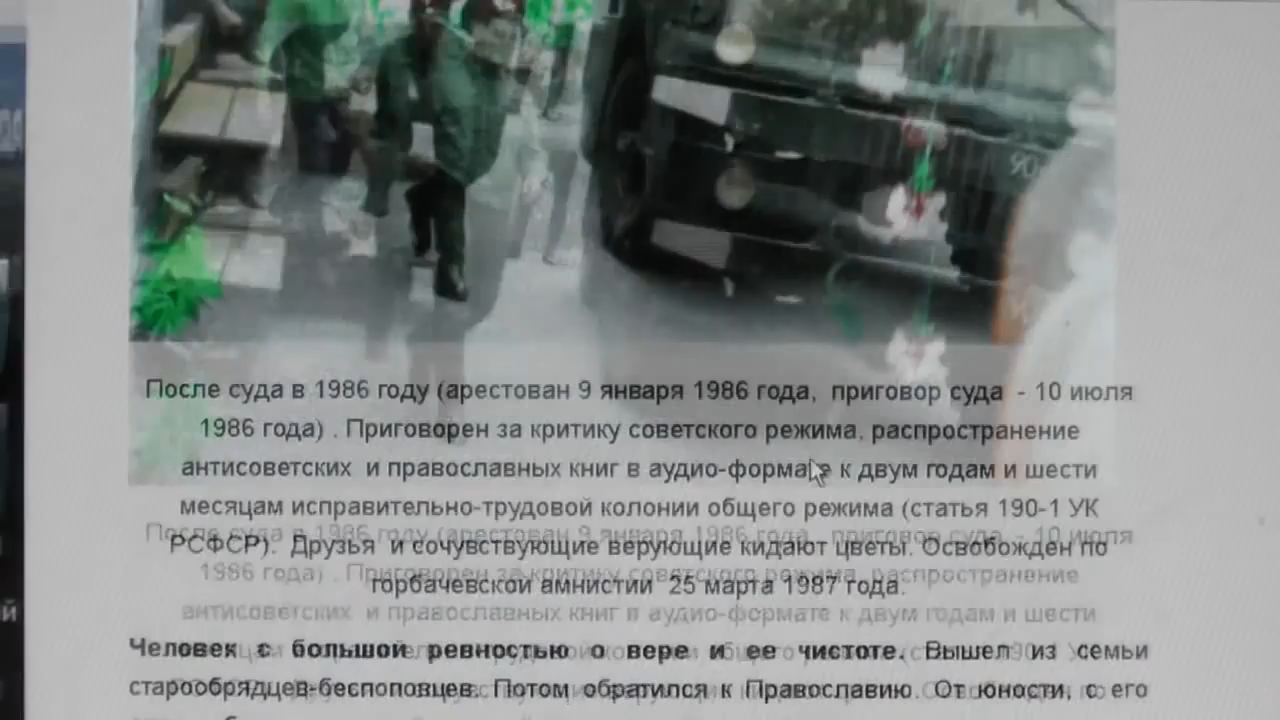 После суда в 1986 году (арестован 9 января 1986 года, приговор суда - 10 июля
1986 года) . Приговорен за критику советского режима, распространение
антисоветских и православных книг в аудио-формате к двум годам и шести
месяцам исправительно-трудовой колонии общего режима (статья 190-1 УК
РСФСР). Друзья и сочувствующие верующие кидают цветы. Освобожден по
горбачевской амнистии 25 марта 1987 года.
Человек с большой ревностью о вере и ее чистоте. Вышел из семьи
старообрядцев-беспоповцев. Потом обратился к Православию. От юности, с его